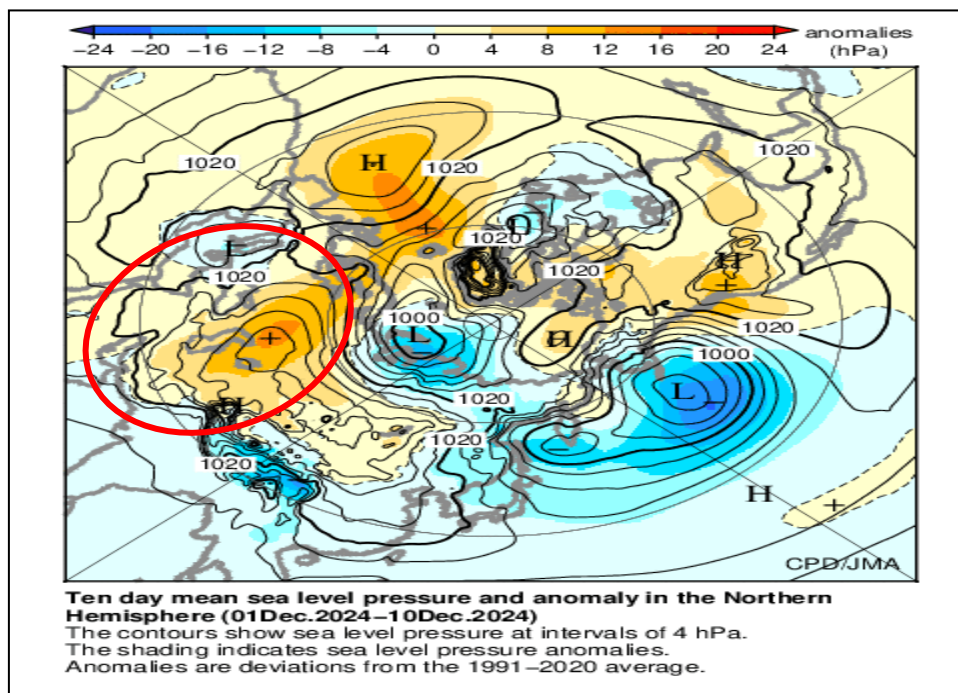 anomalies
−24 −20 −16 −12 −8 −4 0 4 8 12 16 20 24 (hPa)
H
1020 1020 1020
L
1020
H
1020 1020
+
+
1000
L
H
1020
1000
+
L
−
H
1020
1020
1020
H
+
CPD/JMA
Ten day mean sea level pressure and anomaly in the Northern
Hemisphere (01Dec.2024−10Dec.2024)
The contours show sea level pressure at intervals of 4 hPa.
The shading indicates sea level pressure anomalies.
Anomalies are deviations from the 1991−2020 average.